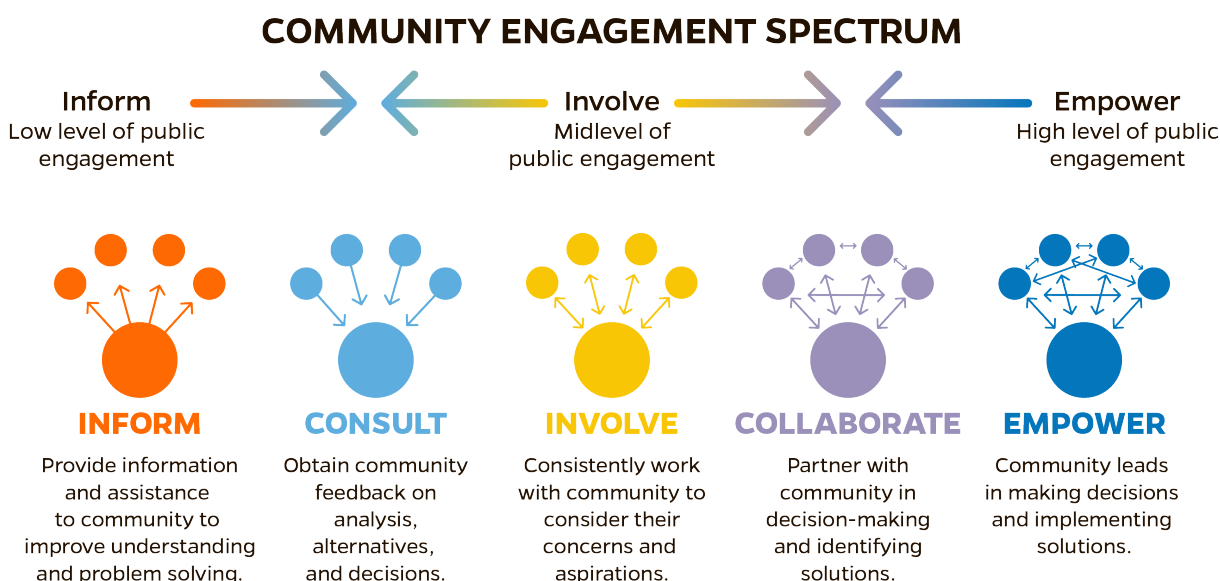 COMMUNITY ENGAGEMENT SPECTRUM
Inform
Low level of public
engagement
Involve
Midlevel of
public engagement
Empower
High level of public
engagement
INFORM
Provide information
and assistance
to community to
improve understanding
and problem solving.
CONSULT
Obtain community
feedback on
analysis,
alternatives,
and decisions.
INVOLVE
Consistently work
with community to
consider their
concerns and
aspirations.
COLLABORATE
Partner with
community in
decision-making
and identifying
solutions.
EMPOWER
Community leads
in making decisions
and implementing
solutions.